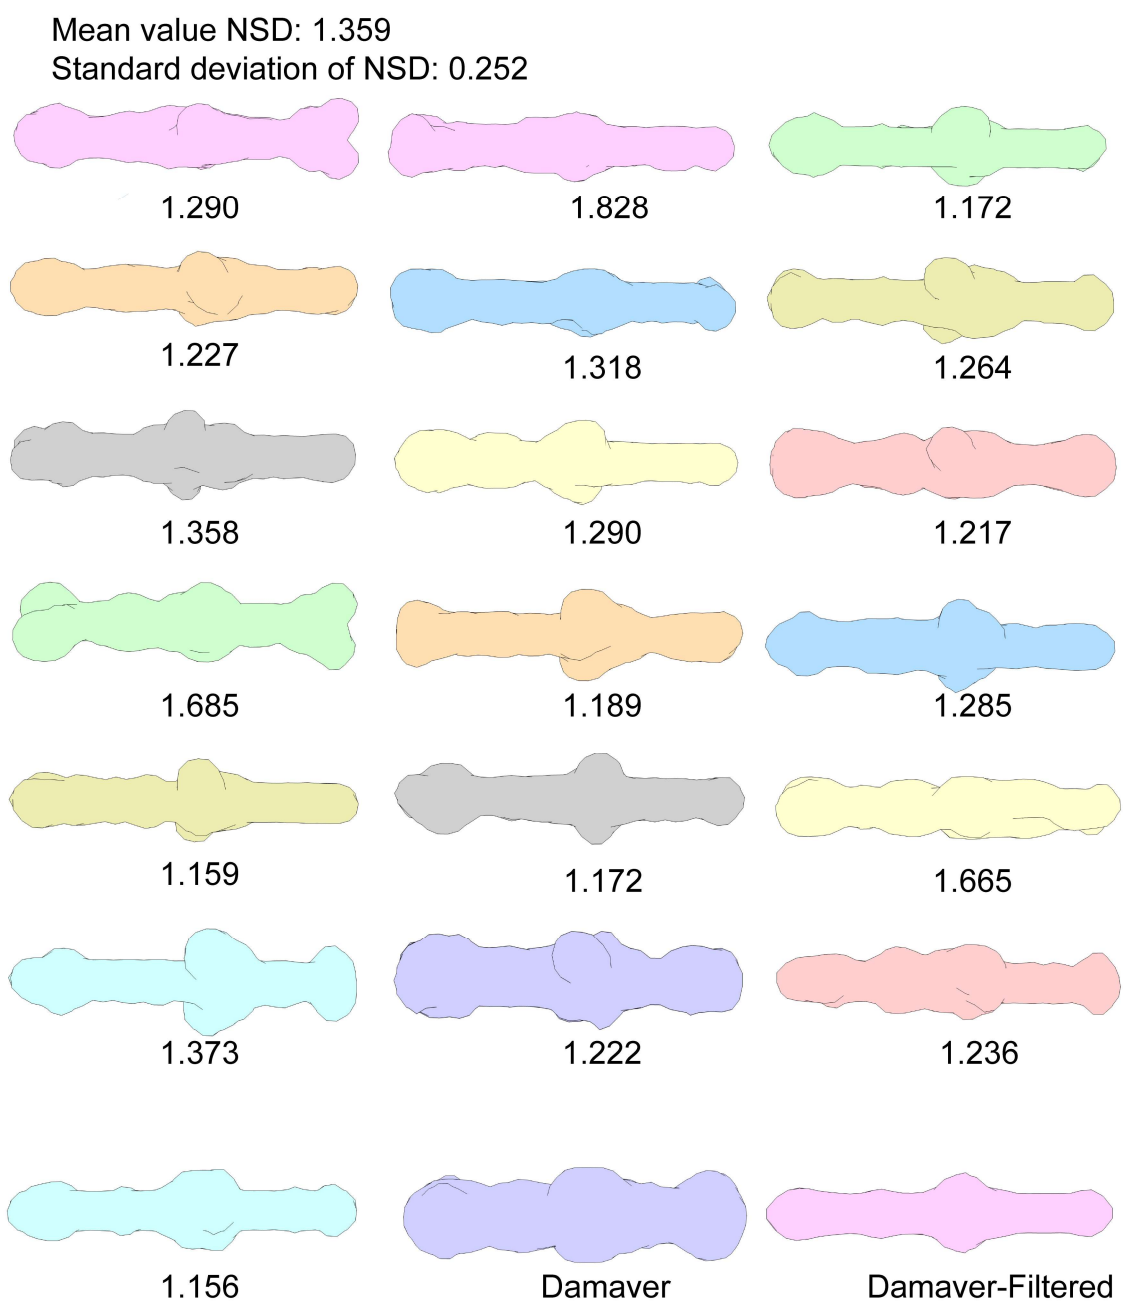 Mean value NSD: 1.359
Standard deviation of NSD: 0.252
1.290 1.828 1.172
1.227 1.318 1.264
1.358 1.290 1.217
1.685 1.189 1.285
1.159 1.172 1.665
1.373 1.222 1.236
1.156 Damaver Damaver-Filtered